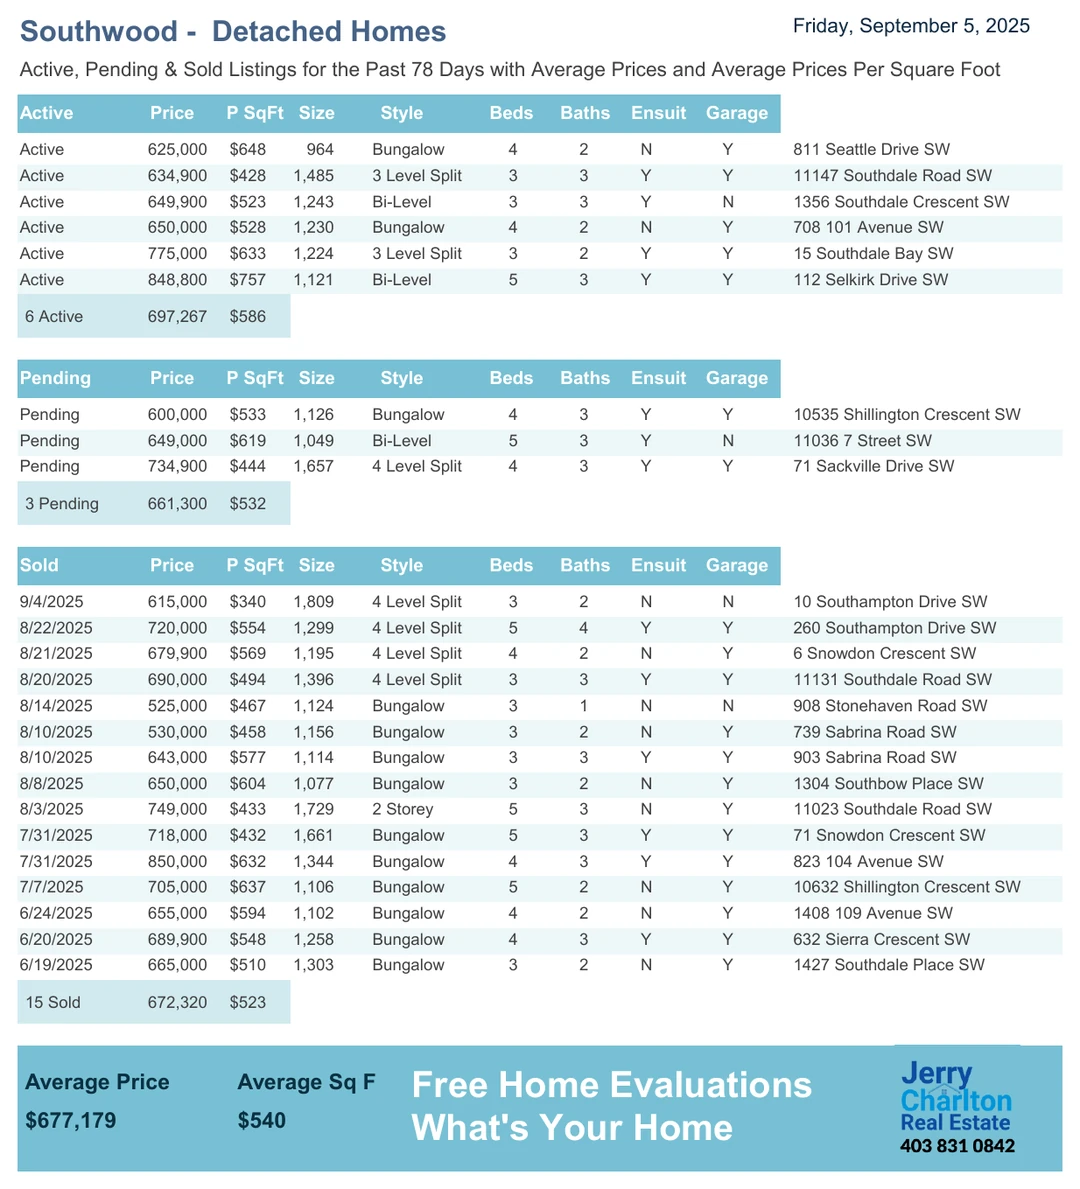 Southwood -  Detached Homes
Friday, September 5, 2025
Active, Pending & Sold Listings for the Past 78 Days with Average Prices and Average Prices Per Square Foot
Active Price P SqFt Size Style Beds Baths Ensuit Garage
Active 625,000 $648 964 Bungalow 4 2 N Y 811 Seattle Drive SW
Active 634,900 $428 1,485 3 Level Split 3 3 Y Y 11147 Southdale Road SW
Active 649,900 $523 1,243 Bi-Level 3 3 Y N 1356 Southdale Crescent SW
Active 650,000 $528 1,230 Bungalow 4 2 N Y 708 101 Avenue SW
Active 775,000 $633 1,224 3 Level Split 3 2 Y Y 15 Southdale Bay SW
Active 848,800 $757 1,121 Bi-Level 5 3 Y Y 112 Selkirk Drive SW
6 Active 697,267 $586
Pending Price P SqFt Size Style Beds Baths Ensuit Garage
Pending 600,000 $533 1,126 Bungalow 4 3 Y Y 10535 Shillington Crescent SW
Pending 649,000 $619 1,049 Bi-Level 5 3 Y N 11036 7 Street SW
Pending 734,900 $444 1,657 4 Level Split 4 3 Y Y 71 Sackville Drive SW
3 Pending 661,300 $532
Sold Price P SqFt Size Style Beds Baths Ensuit Garage
9/4/2025 615,000 $340 1,809 4 Level Split 3 2 N N 10 Southampton Drive SW
8/22/2025 720,000 $554 1,299 4 Level Split 5 4 Y Y 260 Southampton Drive SW
8/21/2025 679,900 $569 1,195 4 Level Split 4 2 N Y 6 Snowdon Crescent SW
8/20/2025 690,000 $494 1,396 4 Level Split 3 3 Y Y 11131 Southdale Road SW
8/14/2025 525,000 $467 1,124 Bungalow 3 1 N N 908 Stonehaven Road SW
8/10/2025 530,000 $458 1,156 Bungalow 3 2 N Y 739 Sabrina Road SW
8/10/2025 643,000 $577 1,114 Bungalow 3 3 Y Y 903 Sabrina Road SW
8/8/2025 650,000 $604 1,077 Bungalow 3 2 N Y 1304 Southbow Place SW
8/3/2025 749,000 $433 1,729 2 Storey 5 3 N Y 11023 Southdale Road SW
7/31/2025 718,000 $432 1,661 Bungalow 5 3 Y Y 71 Snowdon Crescent SW
7/31/2025 850,000 $632 1,344 Bungalow 4 3 Y Y 823 104 Avenue SW
7/7/2025 705,000 $637 1,106 Bungalow 5 2 N Y 10632 Shillington Crescent SW
6/24/2025 655,000 $594 1,102 Bungalow 4 2 N Y 1408 109 Avenue SW
6/20/2025 689,900 $548 1,258 Bungalow 4 3 Y Y 632 Sierra Crescent SW
6/19/2025 665,000 $510 1,303 Bungalow 3 2 N Y 1427 Southdale Place SW
15 Sold 672,320 $523
Average Price Average Sq F
$677,179 $540
Free Home Evaluations
What's Your Home
Jerry
Charlton
Real Estate
403 831 0842